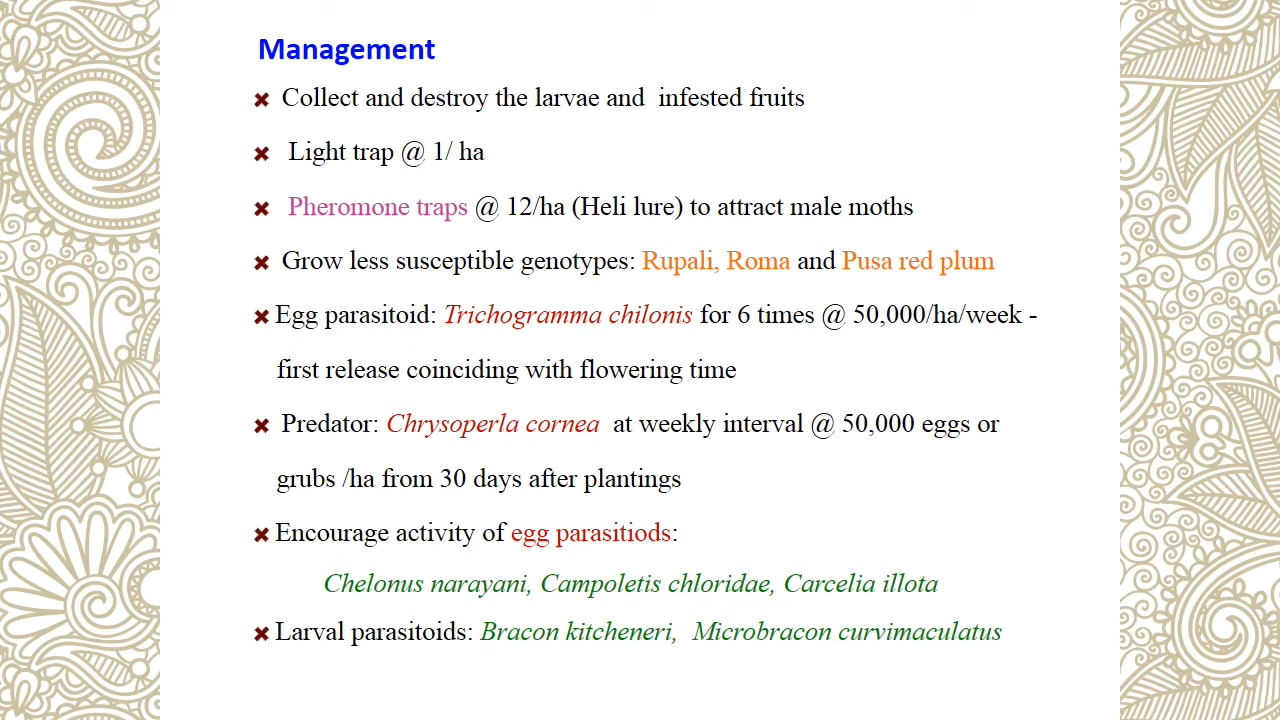 Management
Collect and destroy the larvae and infested fruits
Light trap @ 1/ ha
Pheromone traps @ 12/ha (Heli lure) to attract male moths
Grow less susceptible genotypes: Rupali, Roma and Pusa red plum
Egg parasitoid: Trichogramma chilonis for 6 times @ 50,000/ha/week -
first release coinciding with flowering time
Predator: Chrysoperla cornea at weekly interval @ 50,000 eggs or
grubs /ha from 30 days after plantings
Encourage activity of egg parasitiods:
Chelonus narayani, Campoletis chloridae, Carcelia illota
Larval parasitoids: Bracon kitcheneri, Microbracon curvimaculatus